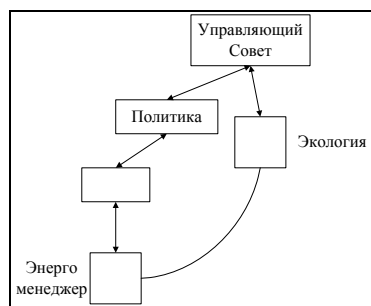 Управляющий
Совет
Политика
Экология
Энерго
менеджер